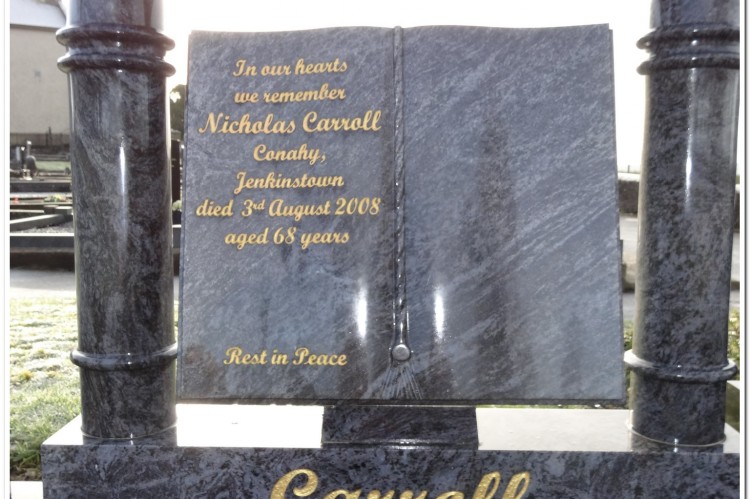 In our hearts
we remember
Nicholas Carroll
Conahy,
Jenkinstown
died 3rd August 2008
aged 68 years
Rest in Peace
Carroll